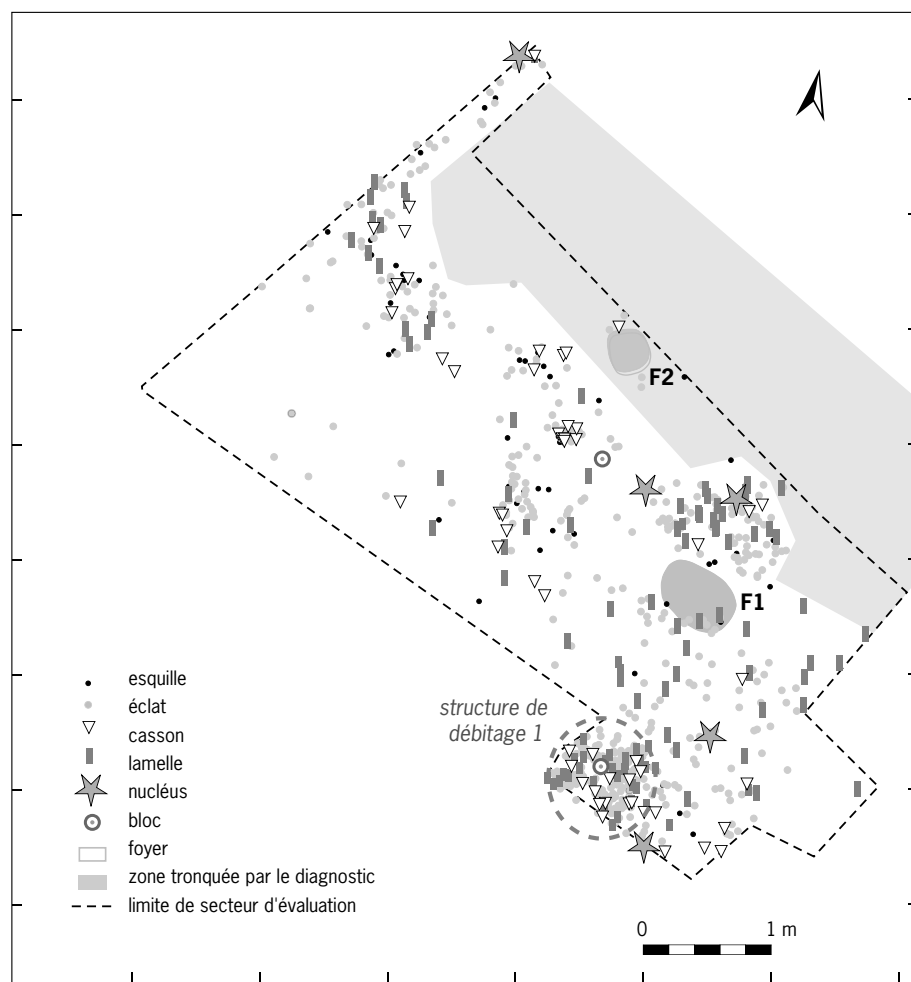 F2
F1
structure de
débitage 1
esquille
éclat
casson
lamelle
nucléus
bloc
foyer
zone tronquée par le diagnostic
limite de secteur d'évaluation
0
1 m